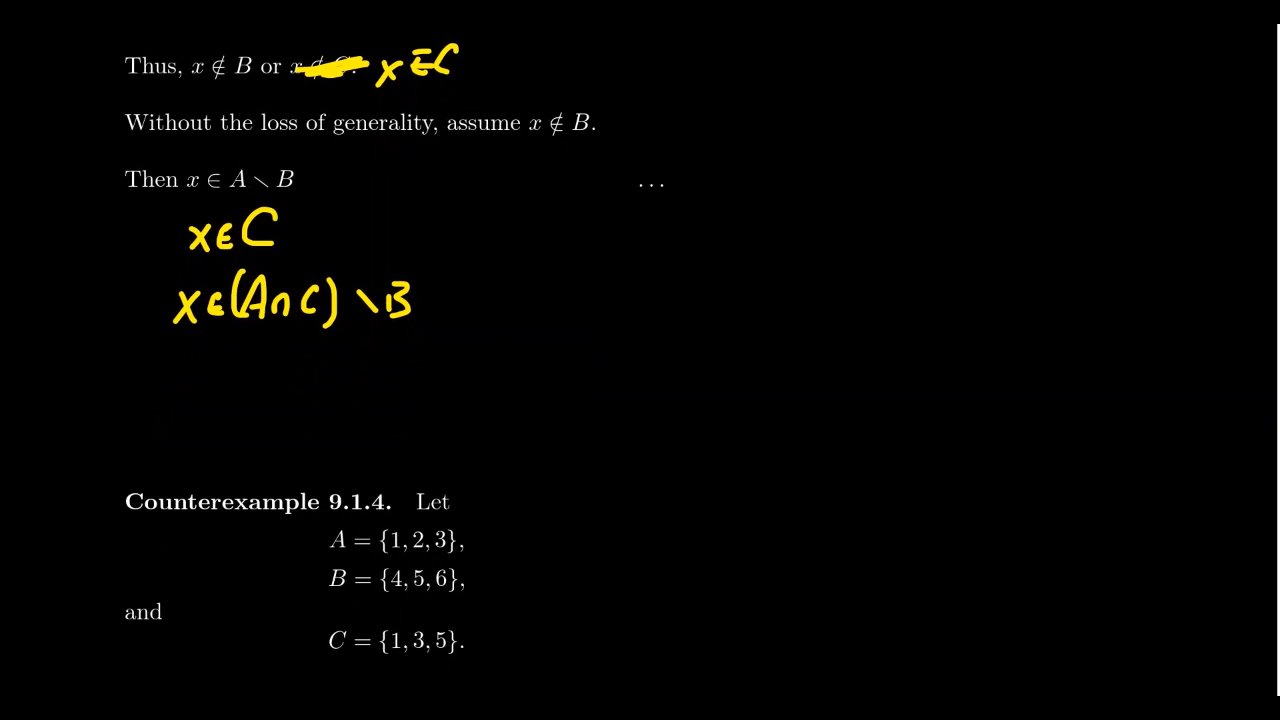 Thus, x ∉ B or x ∉ C. x ∈ C
Without the loss of generality, assume x ∉ B.
Then x ∈ A ∖ B ...
x ∈ C
x ∈ (A ∩ C) ∖ B
Counterexample 9.1.4. Let
A = {1, 2, 3},
B = {4, 5, 6},
and
C = {1, 3, 5}.